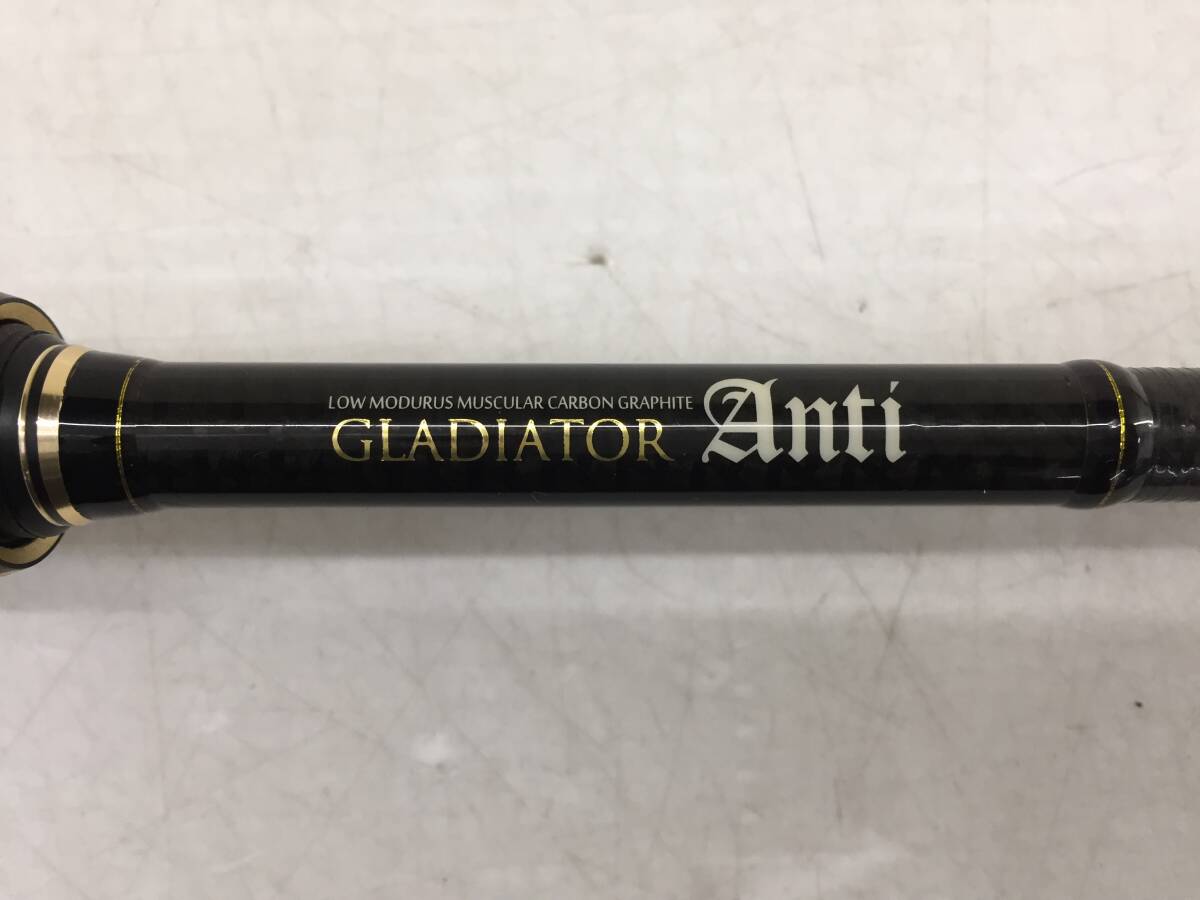 LOW MODURUS MUSCULAR CARBON GRAPHITE
GLADIATOR Anti